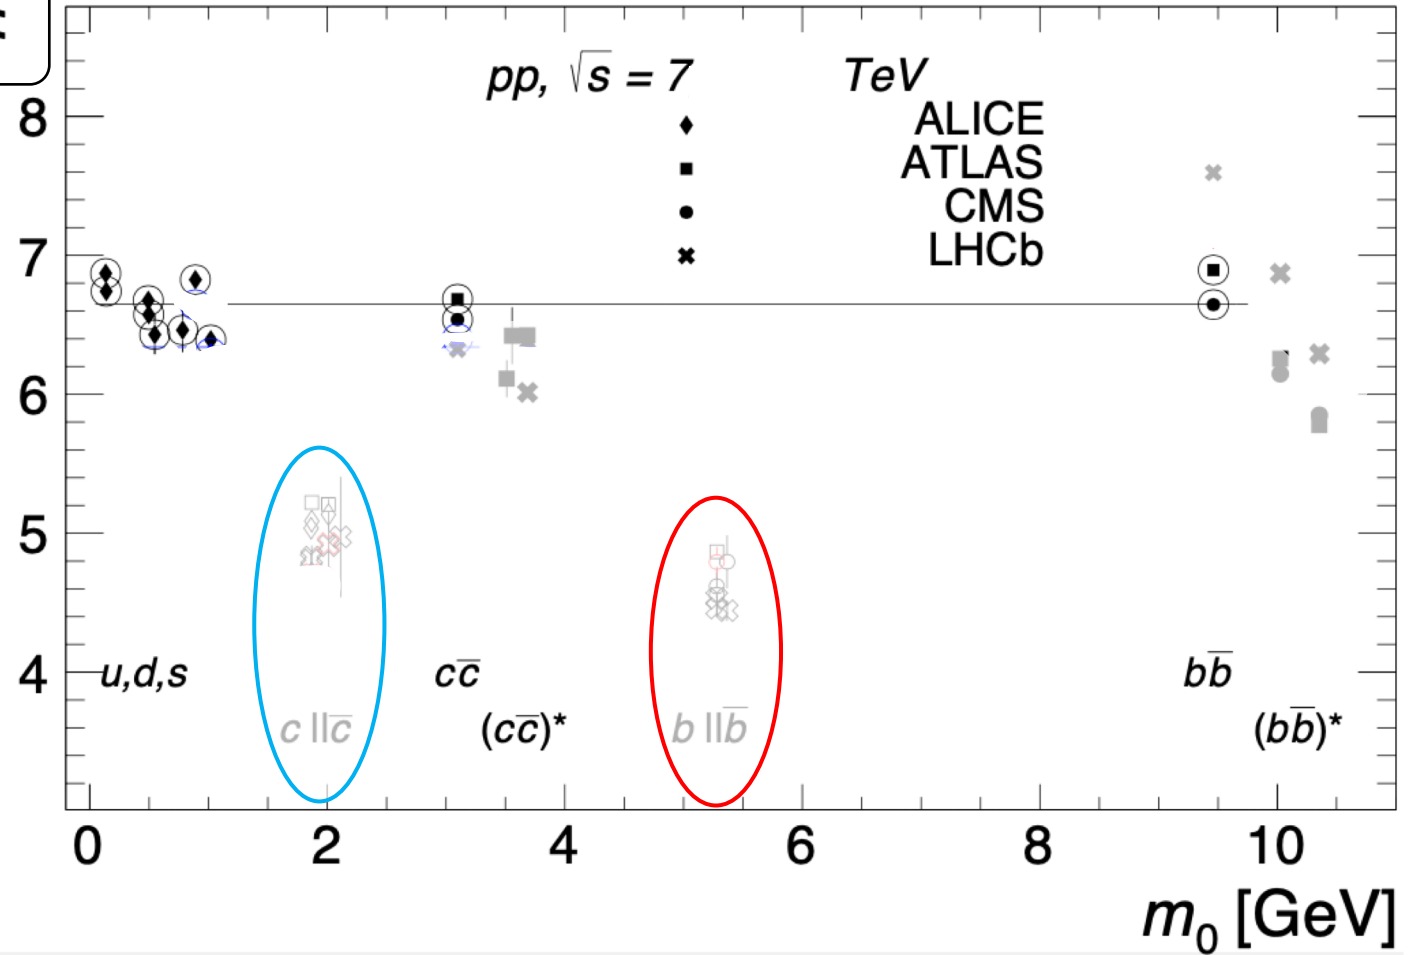 pp, √s = 7 TeV
8
ALICE
ATLAS
CMS
7
LHCb
6
5
4
u,d,s
cc̅
bb̅
c ||c̅
(cc̅)*
b ||b̅
(bb̅)*
0 2 4 6 8 10
m₀ [GeV]